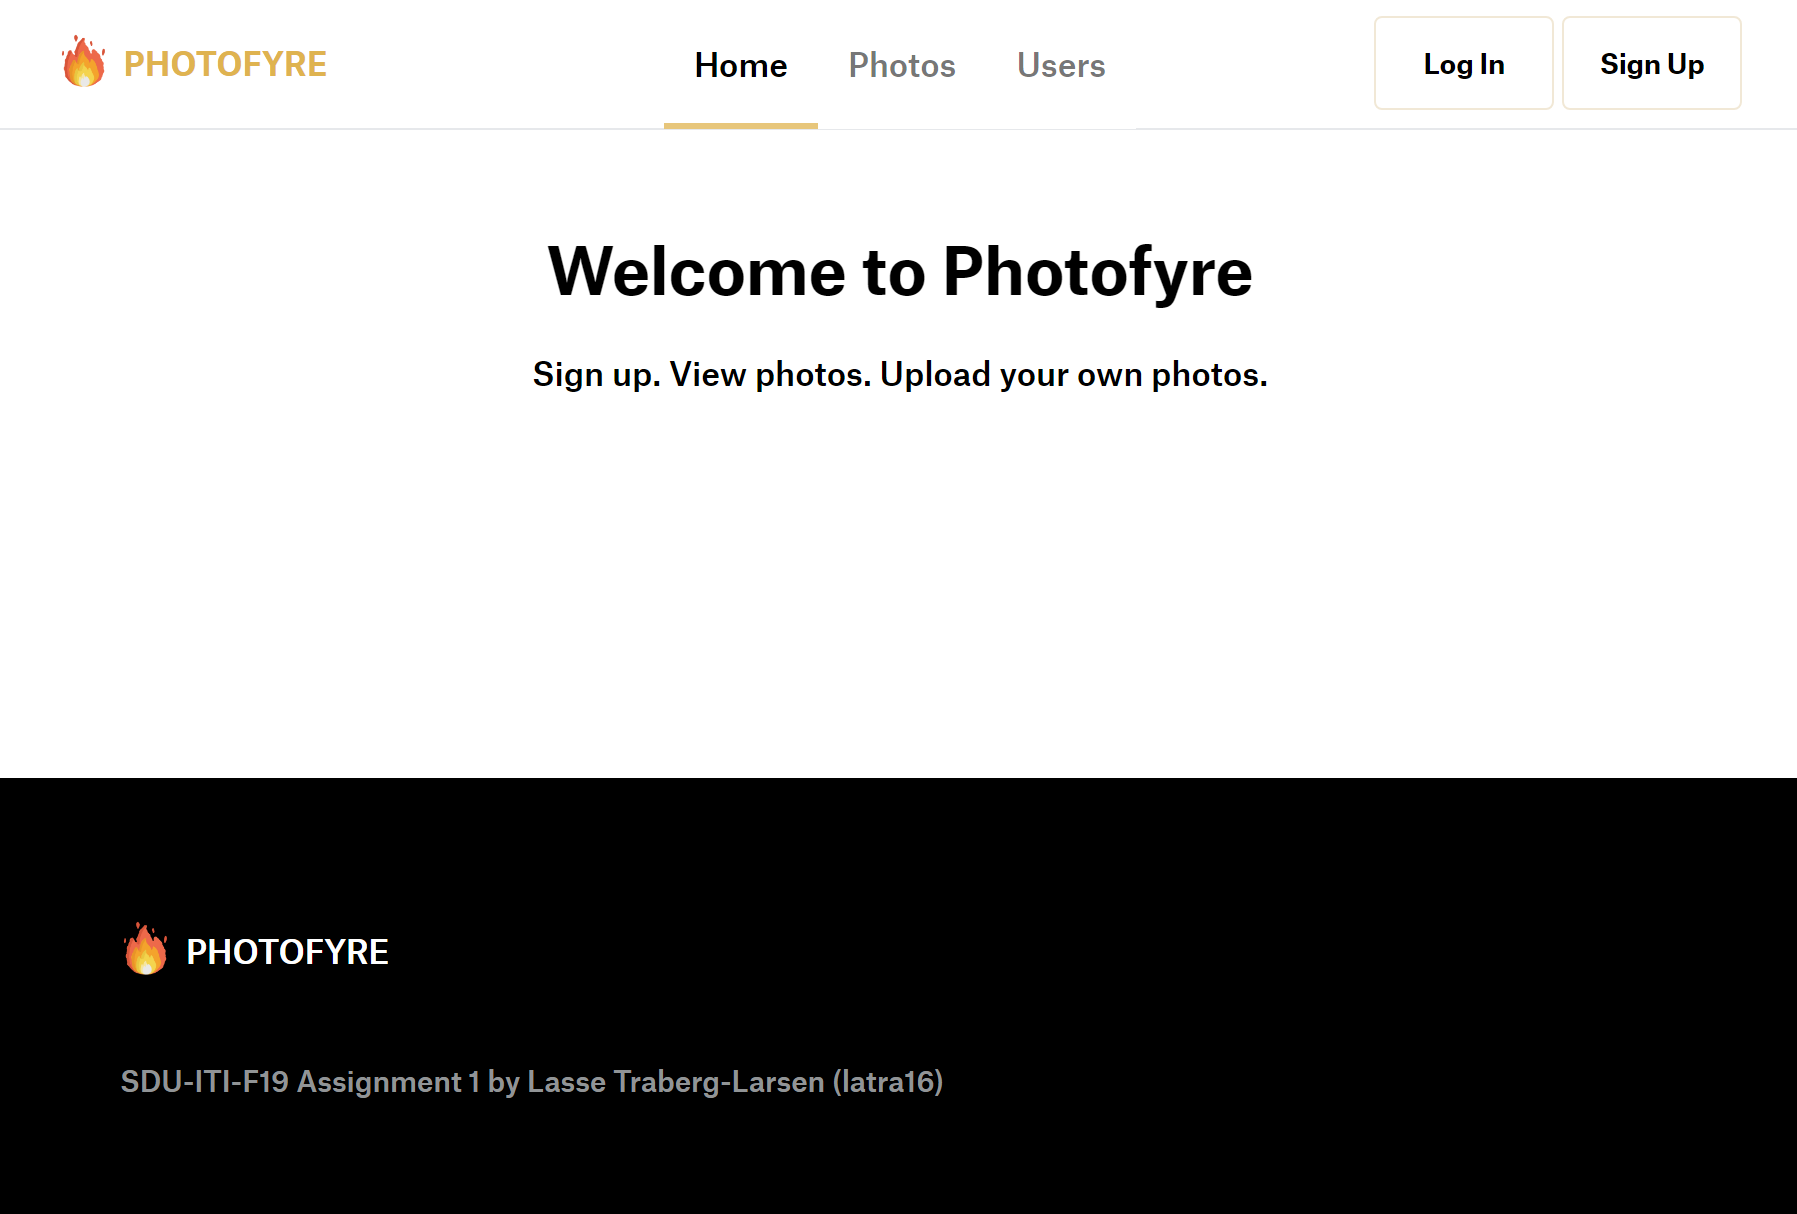 PHOTOFYRE
Home Photos Users
Log In Sign Up
Welcome to Photofyre
Sign up. View photos. Upload your own photos.
PHOTOFYRE
SDU-ITI-F19 Assignment 1 by Lasse Traberg-Larsen (latra16)